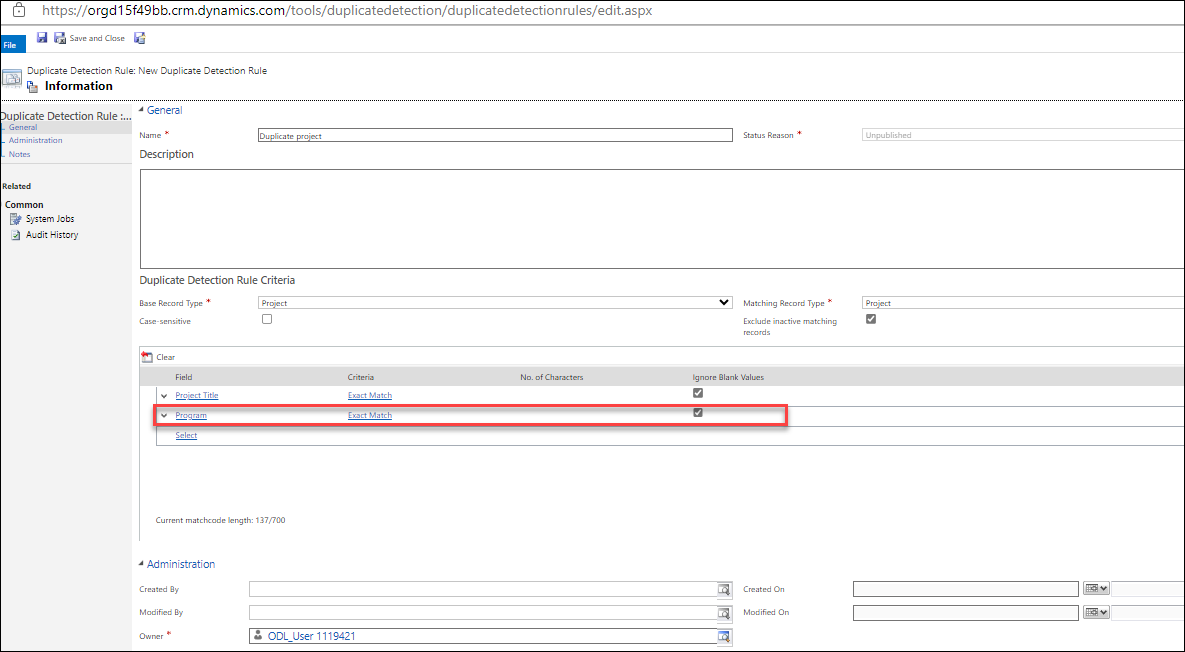 https://orgd15f49bb.crm.dynamics.com/tools/duplicatedetection/duplicatedetectionrules/edit.aspx
File
Save and Close
Duplicate Detection Rule: New Duplicate Detection Rule
Information
Duplicate Detection Rule :...
General
Administration
Notes
Related
Common
System Jobs
Audit History
General
Name * Duplicate project Status Reason * Unpublished
Description
Duplicate Detection Rule Criteria
Base Record Type * Project Matching Record Type * Project
Case-sensitive Exclude inactive matching
records
Clear
Field Criteria No. of Characters Ignore Blank Values
Project Title Exact Match
Program Exact Match
Select
Current matchcode length: 137/700
Administration
Created By Created On
Modified By Modified On
Owner * ODL_User 1119421